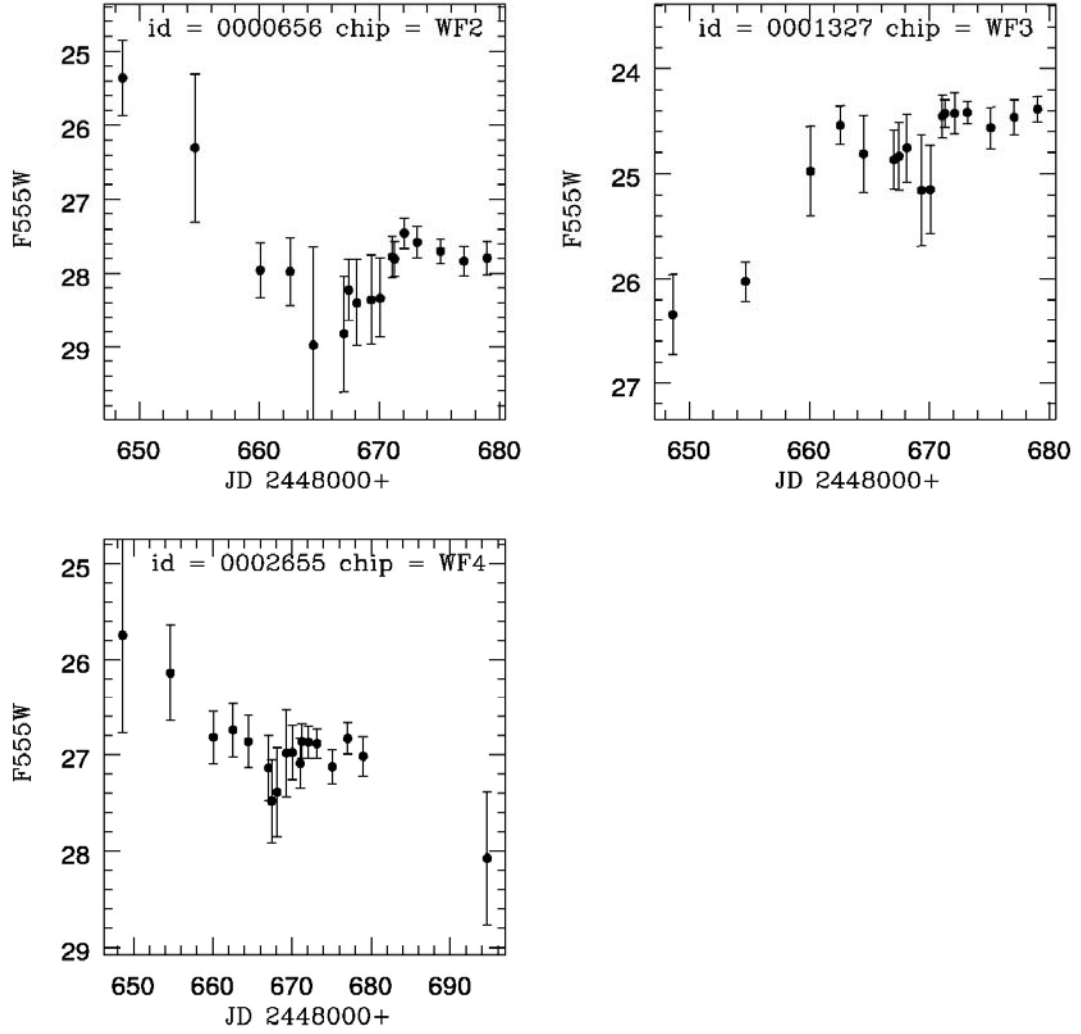 id = 0000656 chip = WF2
25
26
27
28
29
F555W
650 660 670 680
JD 2448000+
id = 0001327 chip = WF3
24
25
26
27
F555W
650 660 670 680
JD 2448000+
id = 0002655 chip = WF4
25
26
27
28
29
F555W
650 660 670 680 690
JD 2448000+